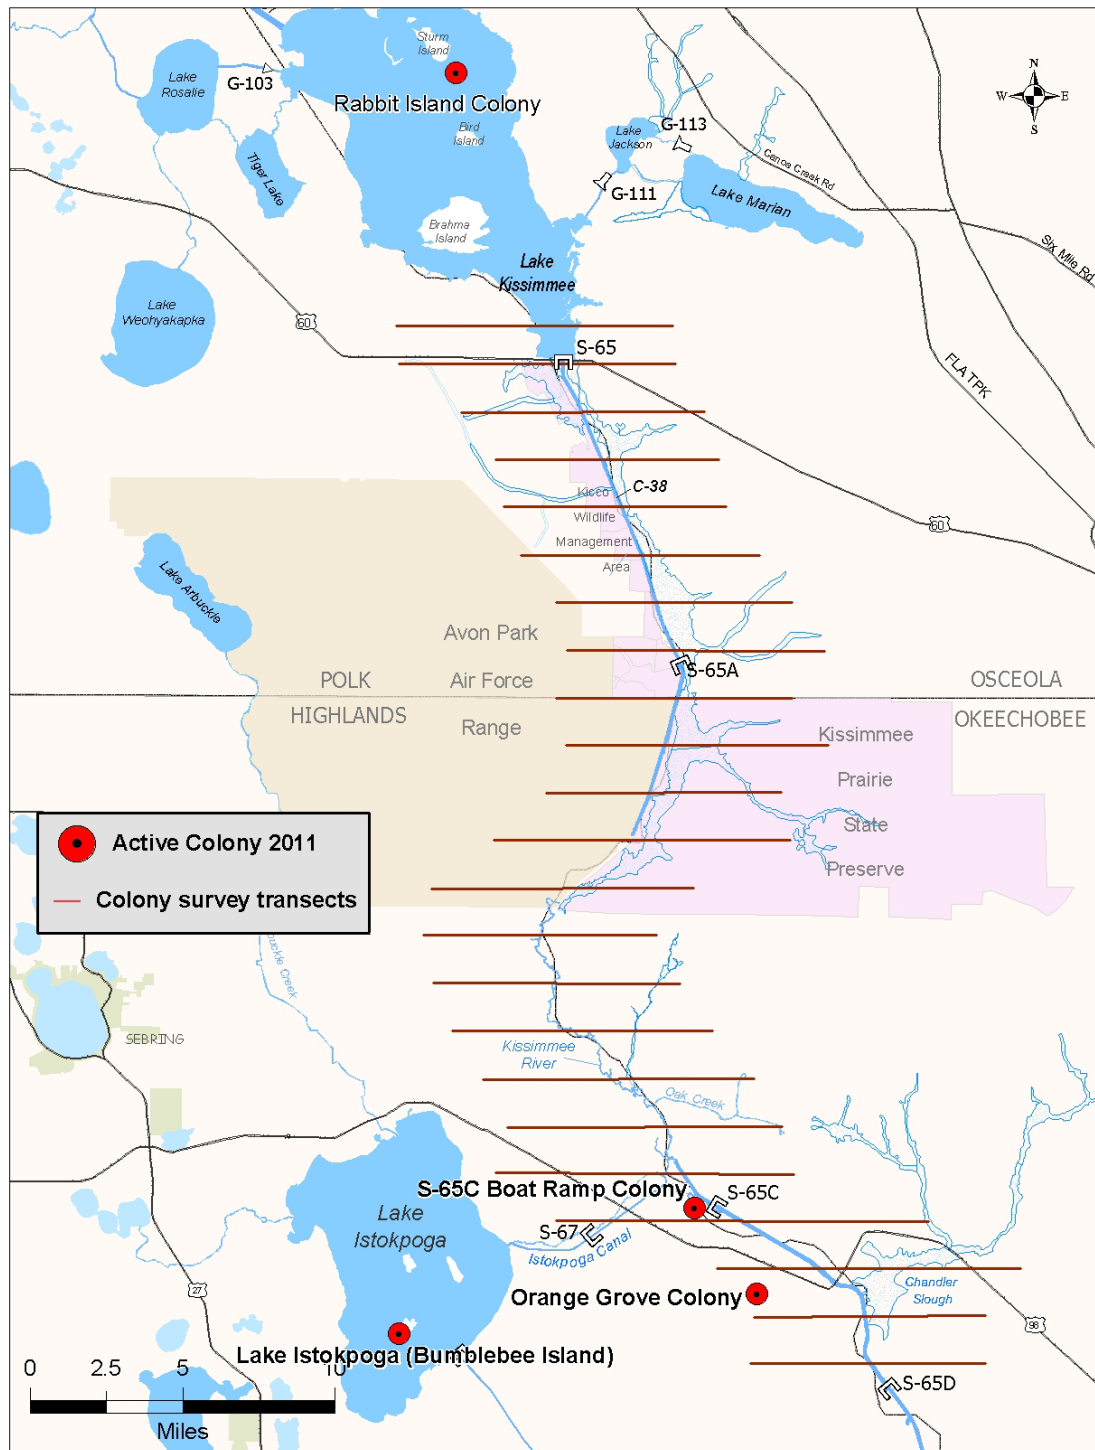 Sturm
Island
Lake
Rosalie
G-103
Rabbit Island Colony
N
W
E
S
Bird
Island
Lake
Jackson
G-113
Canoe Creek Rd
Tiger Lake
G-111
Lake Marian
Brahma
Island
Six Mile Rd
Lake
Kissimmee
Lake
Weohyakapka
60
S-65
FLA TPK
C-38
Kicco
Wildlife
Management
Area
60
Lake Arbuckle
Avon Park
Air Force
Range
S-65A
POLK
HIGHLANDS
OSCEOLA
OKEECHOBEE
Kissimmee
Prairie
State
Preserve
Active Colony 2011
Colony survey transects
buckle Creek
SEBRING
Kissimmee
River
Oak Creek
S-65C Boat Ramp Colony
S-65C
Lake
Istokpoga
S-67
Istokpoga Canal
27
Orange Grove Colony
Chandler
Slough
98
Lake Istokpoga (Bumblebee Island)
S-65D
0 2.5 5 10
Miles